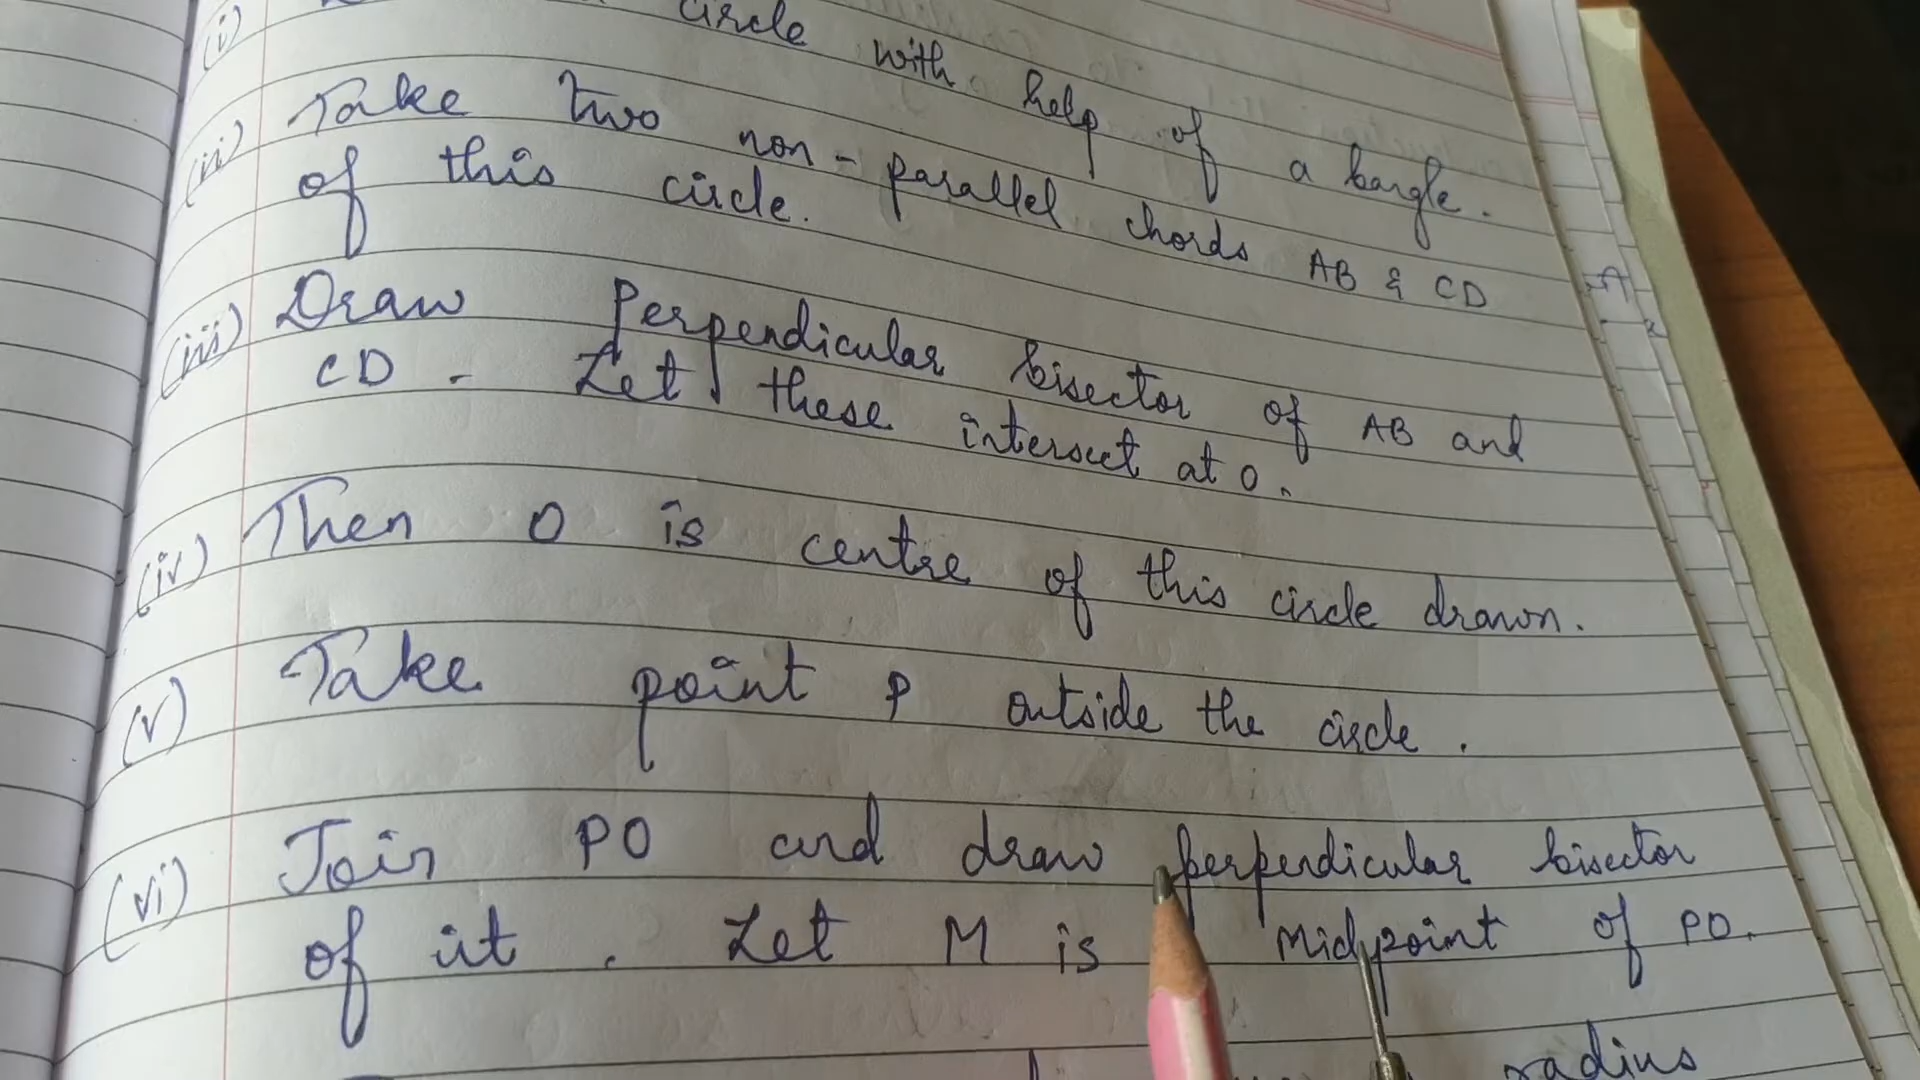 (i) circle with help of a bangle.
(ii) Take two non-parallel chords AB & CD
of this circle.
(iii) Draw Perpendicular bisector of AB and
CD. Let these intersect at O.
(iv) Then O is centre of this circle drawn.
(v) Take point P outside the circle.
(vi) Join PO and draw perpendicular bisector
of it. Let M is midpoint of PO.
radius